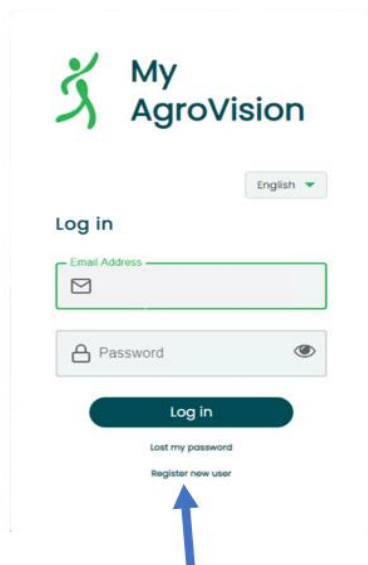 My
AgroVision
English
Log in
Email Address
Password
Log in
Lost my password
Register new user